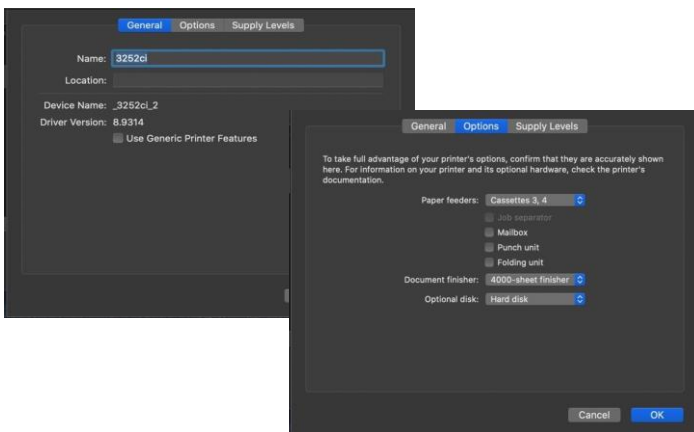 General Options Supply Levels
Name: 3252ci
Location:
Device Name: _3252ci_2
Driver Version: 8.9314
Use Generic Printer Features
General Options Supply Levels
To take full advantage of your printer's options, confirm that they are accurately shown
here. For information on your printer and its optional hardware, check the printer's
documentation.
Paper feeders: Cassettes 3, 4
Job separator
Mailbox
Punch unit
Folding unit
Document finisher: 4000-sheet finisher
Optional disk: Hard disk
Cancel OK